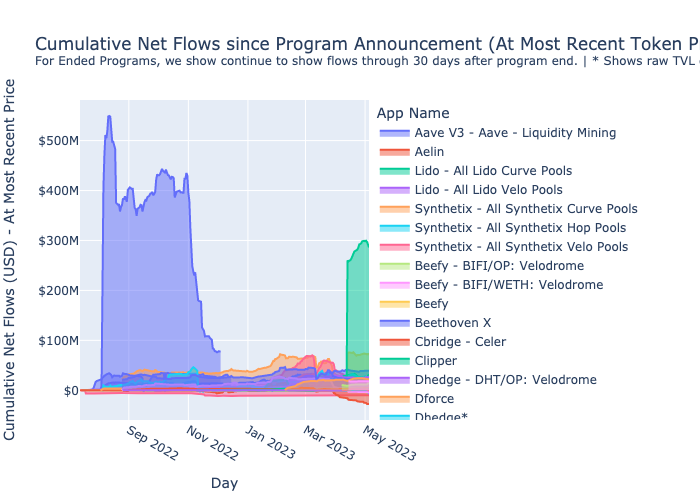 Cumulative Net Flows since Program Announcement (At Most Recent Token P
For Ended Programs, we show continue to show flows through 30 days after program end. | * Shows raw TVL
Cumulative Net Flows (USD) - At Most Recent Price
$500M
$400M
$300M
$200M
$100M
$0
Sep 2022
Nov 2022
Jan 2023
Mar 2023
May 2023
Day
App Name
Aave V3 - Aave - Liquidity Mining
Aelin
Lido - All Lido Curve Pools
Lido - All Lido Velo Pools
Synthetix - All Synthetix Curve Pools
Synthetix - All Synthetix Hop Pools
Synthetix - All Synthetix Velo Pools
Beefy - BIFI/OP: Velodrome
Beefy - BIFI/WETH: Velodrome
Beefy
Beethoven X
Cbridge - Celer
Clipper
Dhedge - DHT/OP: Velodrome
Dforce
Dhedge*